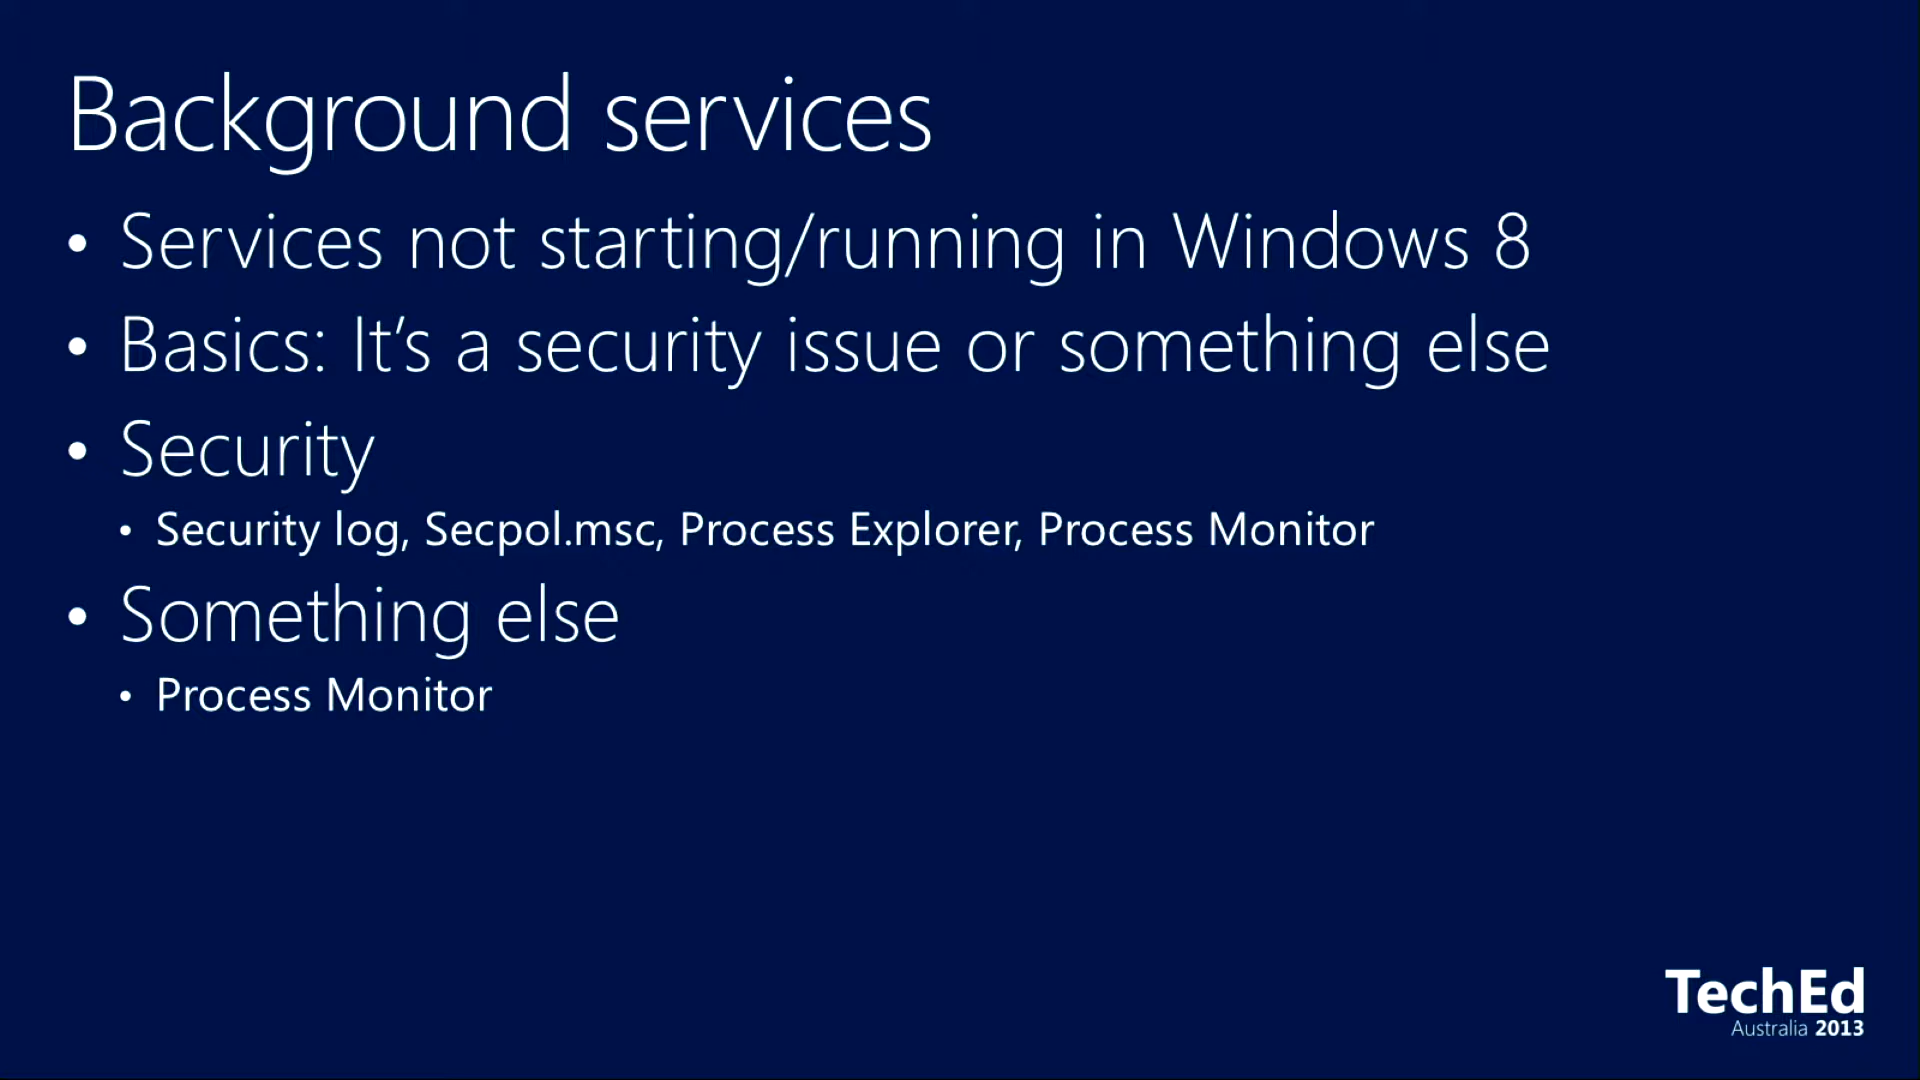 Background services
• Services not starting/running in Windows 8
• Basics: It’s a security issue or something else
• Security
• Security log, Secpol.msc, Process Explorer, Process Monitor
• Something else
• Process Monitor
TechEd
Australia 2013